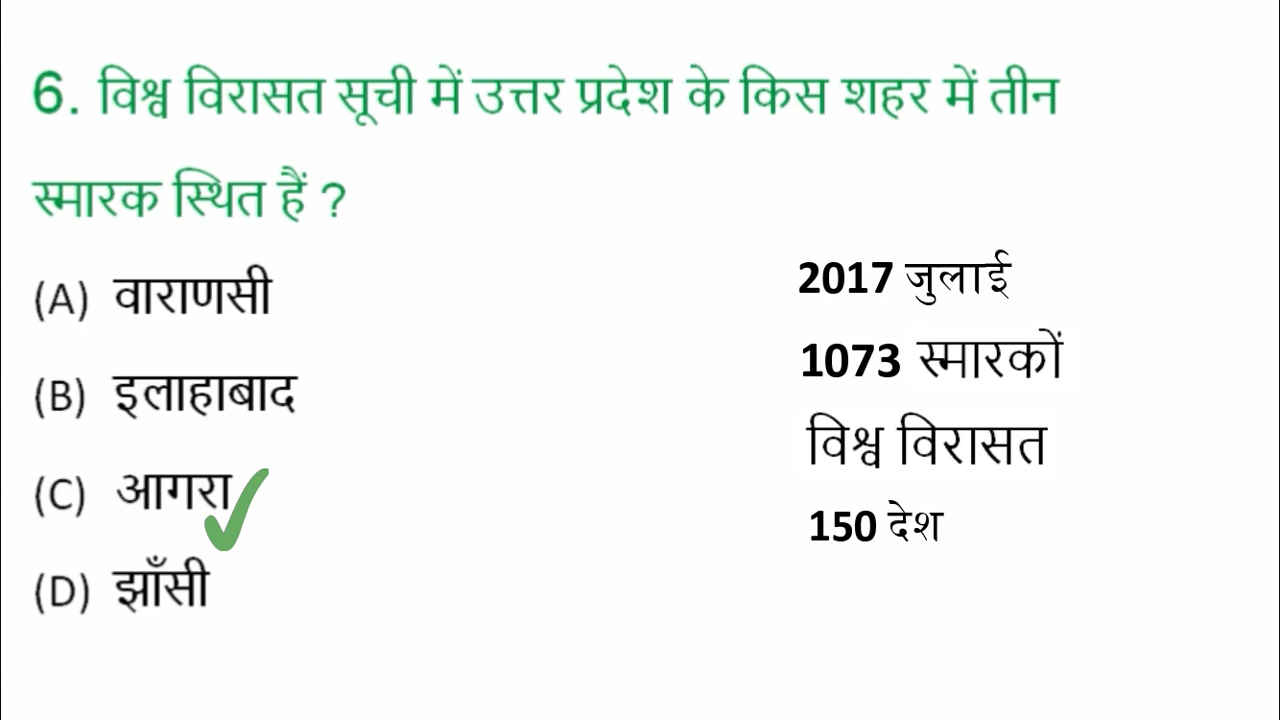 6. विश्व विरासत सूची में उत्तर प्रदेश के किस शहर में तीन
स्मारक स्थित हैं ?
(A) वाराणसी
(B) इलाहाबाद
(C) आगरा
(D) झाँसी
2017 जुलाई
1073 स्मारकों
विश्व विरासत
150 देश